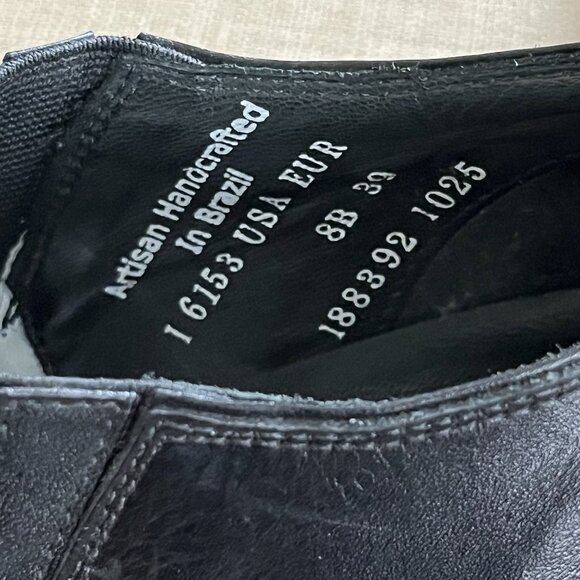 Artisan Handcrafted
In Brazil
I 6153 USA EUR
8B 39
188392 1025